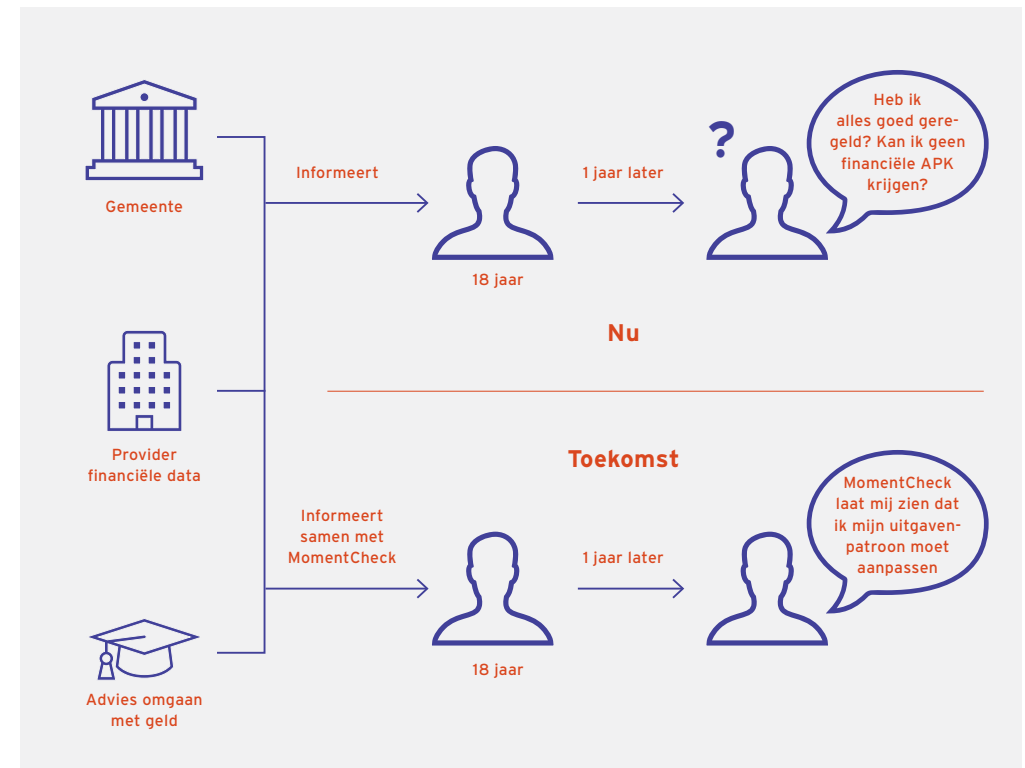 Gemeente
Provider
financiële data
Advies omgaan
met geld
Informeert
18 jaar
1 jaar later
?
Heb ik
alles goed gere-
geld? Kan ik geen
financiële APK
krijgen?
Nu
Toekomst
Informeert
samen met
MomentCheck
18 jaar
1 jaar later
MomentCheck
laat mij zien dat
ik mijn uitgaven-
patroon moet
aanpassen